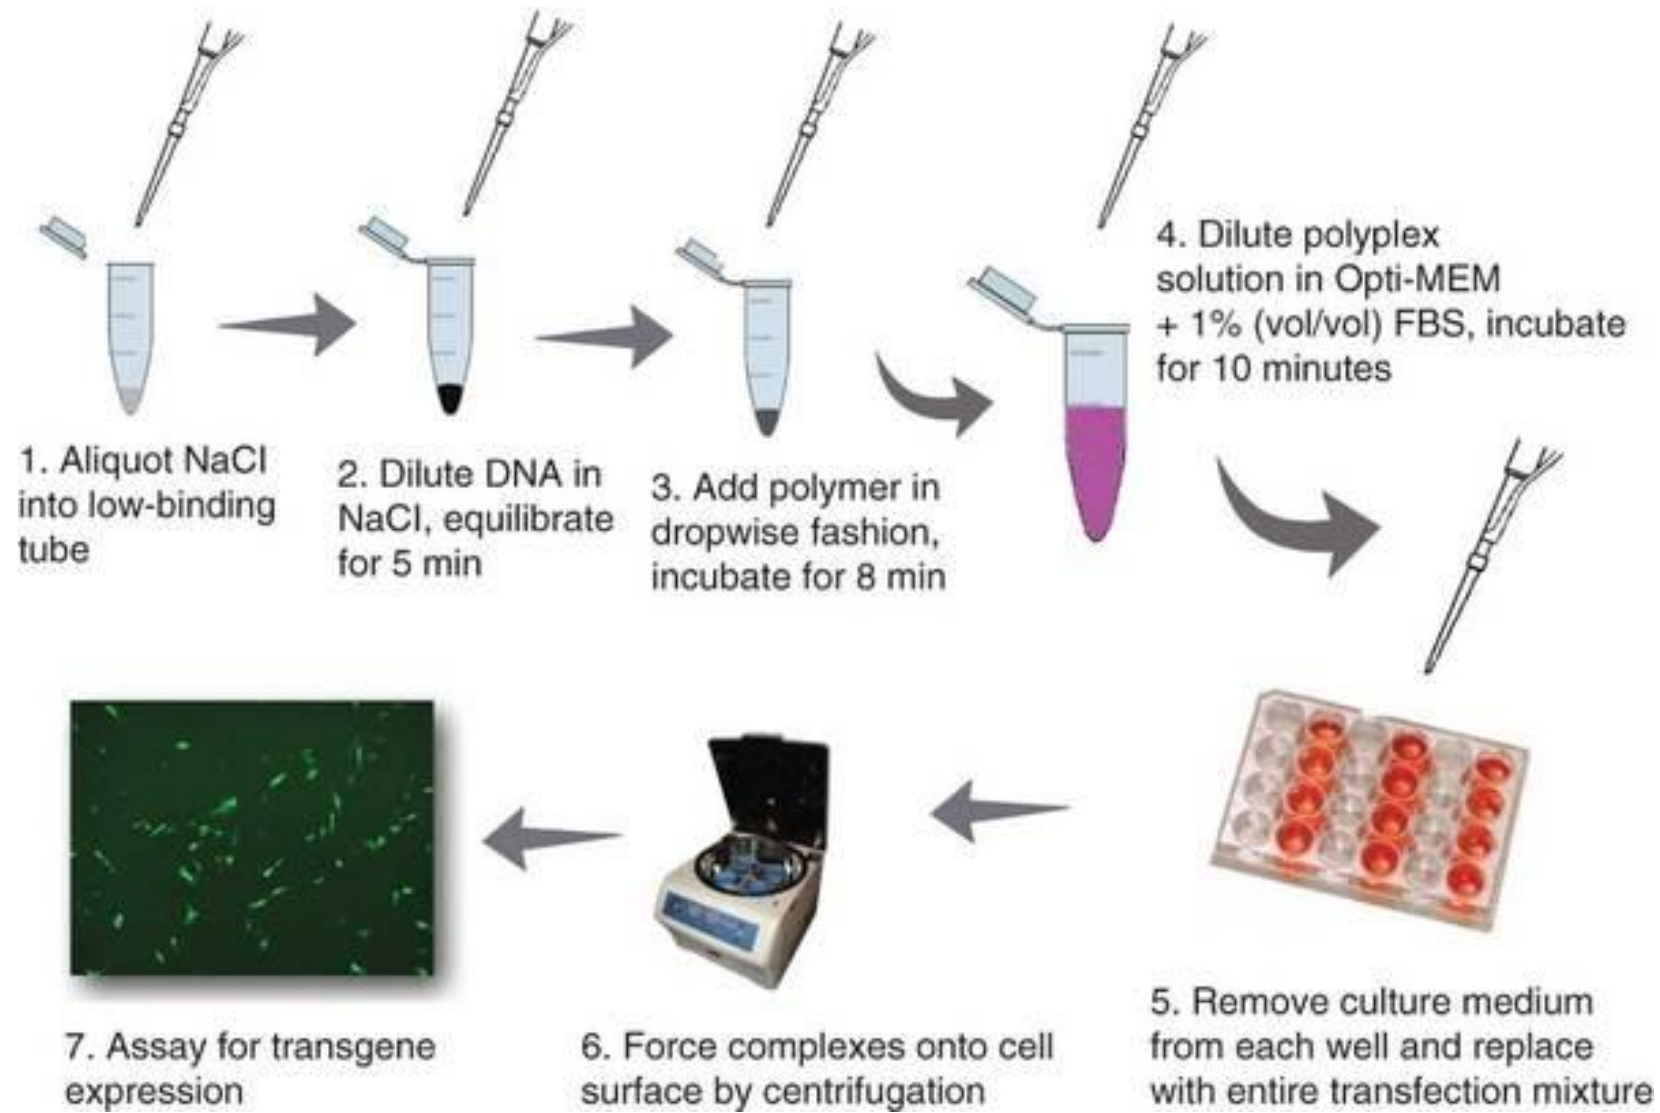 1. Aliquot NaCl
into low-binding
tube
2. Dilute DNA in
NaCl, equilibrate
for 5 min
3. Add polymer in
dropwise fashion,
incubate for 8 min
4. Dilute polyplex
solution in Opti-MEM
+ 1% (vol/vol) FBS, incubate
for 10 minutes
5. Remove culture medium
from each well and replace
with entire transfection mixture
6. Force complexes onto cell
surface by centrifugation
7. Assay for transgene
expression